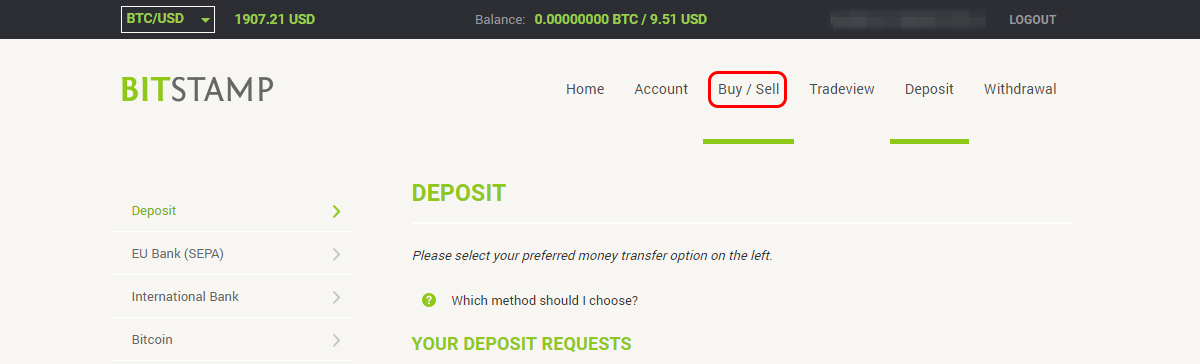 BTC/USD 1907.21 USD Balance: 0.00000000 BTC / 9.51 USD LOGOUT
BITSTAMP Home Account Buy / Sell Tradeview Deposit Withdrawal
DEPOSIT
Deposit
Please select your preferred money transfer option on the left.
EU Bank (SEPA)
? Which method should I choose?
International Bank
Bitcoin
YOUR DEPOSIT REQUESTS